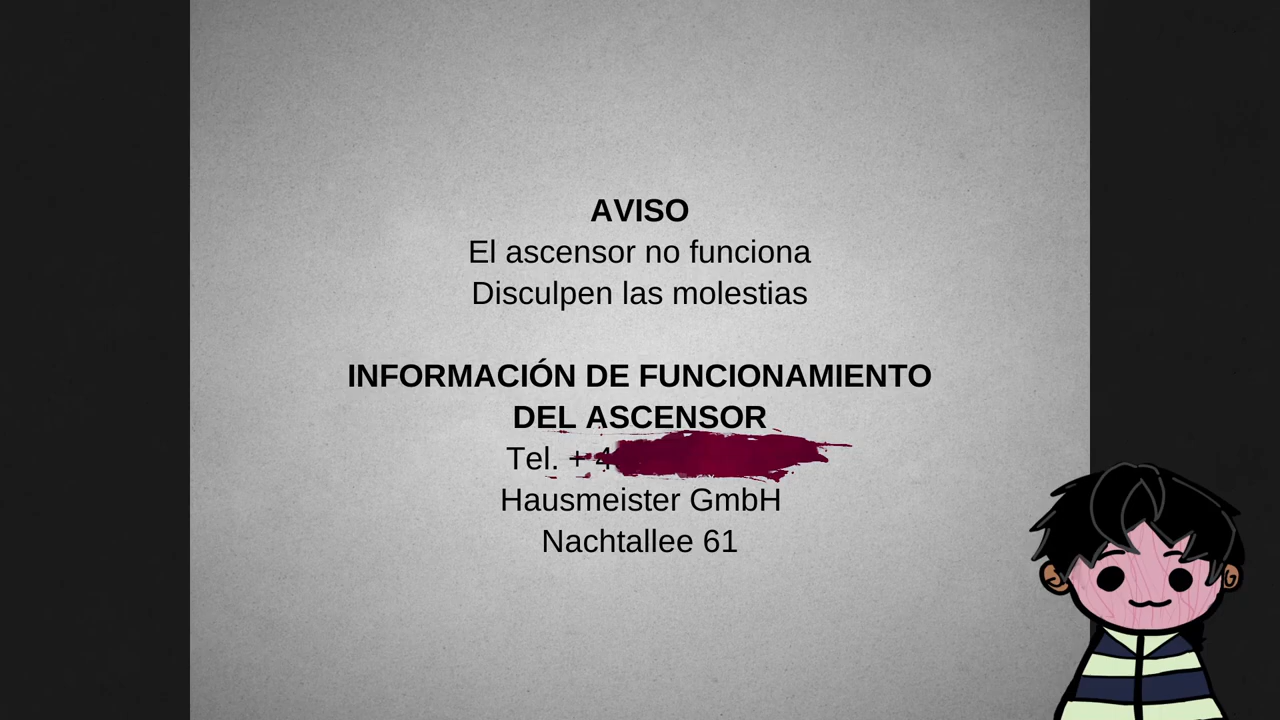 AVISO
El ascensor no funciona
Disculpen las molestias
INFORMACIÓN DE FUNCIONAMIENTO
DEL ASCENSOR
Tel. + 4
Hausmeister GmbH
Nachtallee 61